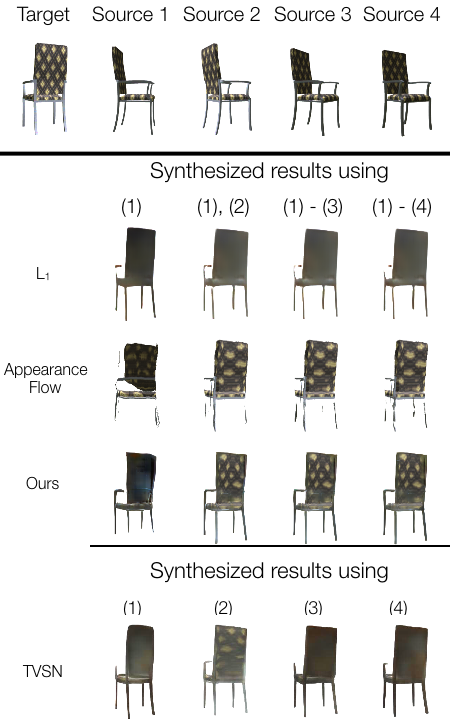 Target Source 1 Source 2 Source 3 Source 4
Synthesized results using
(1) (1), (2) (1) - (3) (1) - (4)
L₁
Appearance
Flow
Ours
Synthesized results using
(1) (2) (3) (4)
TVSN